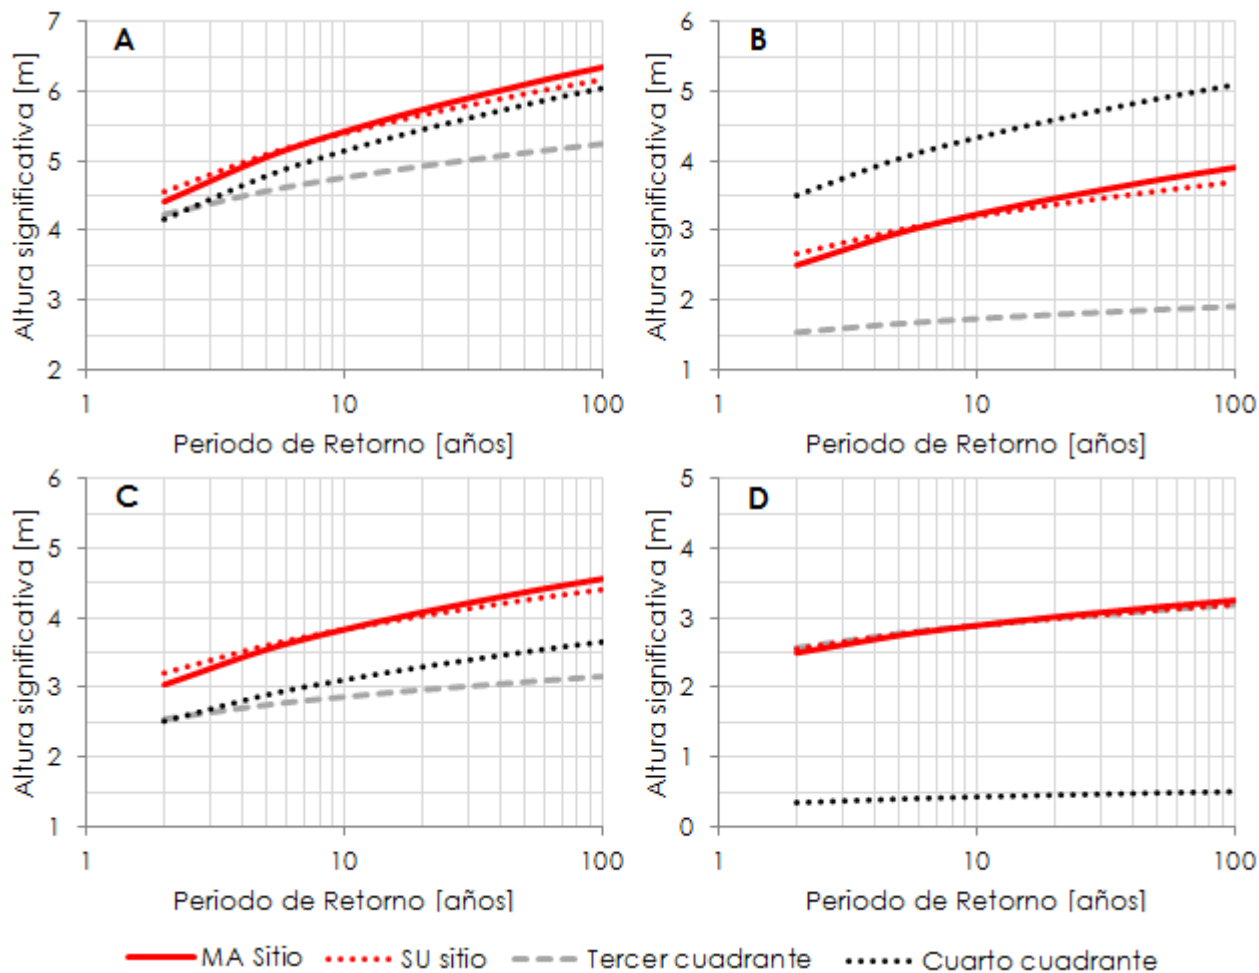 A
Altura significativa [m]
7
6
5
4
3
2
1
10
100
Periodo de Retorno [años]
B
Altura significativa [m]
6
5
4
3
2
1
1
10
100
Periodo de Retorno [años]
C
Altura significativa [m]
6
5
4
3
2
1
1
10
100
Periodo de Retorno [años]
D
Altura significativa [m]
5
4
3
2
1
0
1
10
100
Periodo de Retorno [años]
MA Sitio
SU sitio
Tercer cuadrante
Cuarto cuadrante